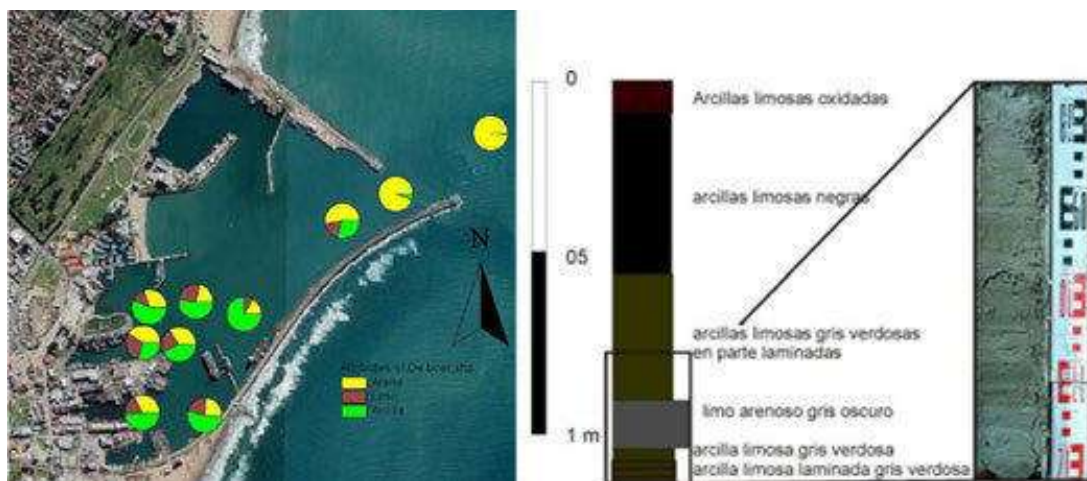 N
Arena
Limo
Arcilla
0
05
1 m
Arcillas limosas oxidadas
arcillas limosas negras
arcillas limosas gris verdosas
en parte laminadas
limo arenoso gris oscuro
arcilla limosa gris verdosa
arcilla limosa laminada gris verdosa